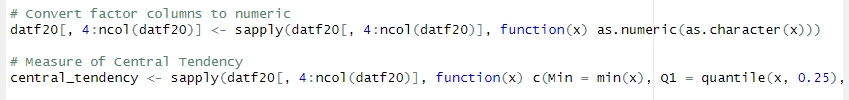 # Convert factor columns to numeric
datf20[, 4:ncol(datf20)] <- sapply(datf20[, 4:ncol(datf20)], function(x) as.numeric(as.character(x)))
# Measure of Central Tendency
central_tendency <- sapply(datf20[, 4:ncol(datf20)], function(x) c(Min = min(x), Q1 = quantile(x, 0.25),